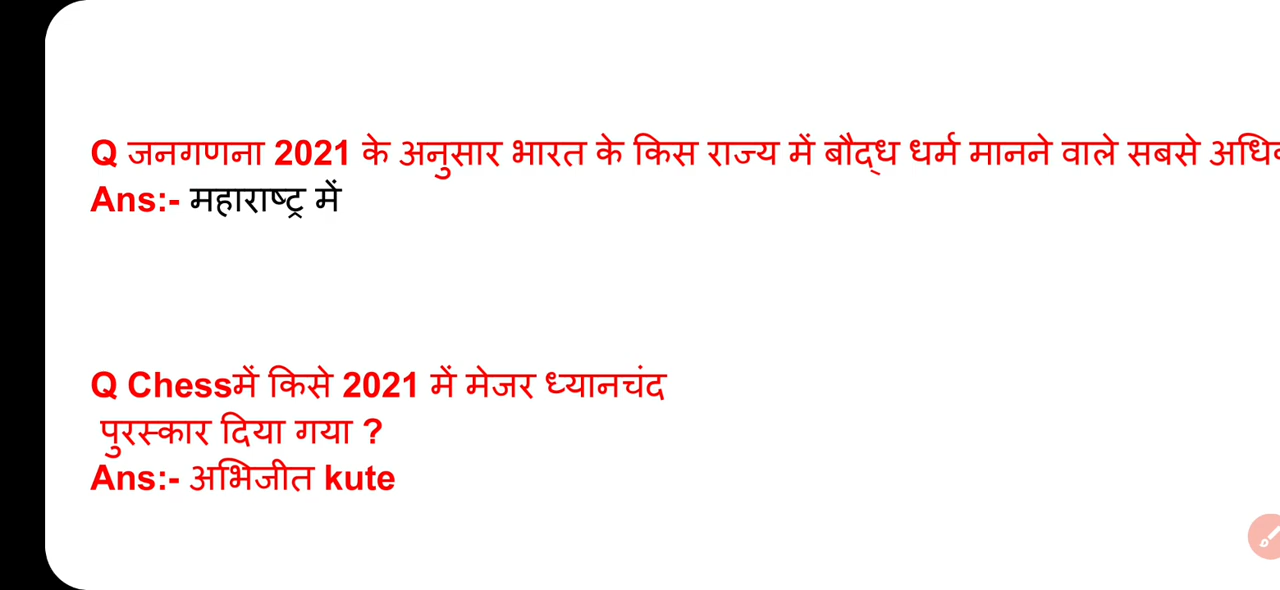 Q जनगणना 2021 के अनुसार भारत के किस राज्य में बौद्ध धर्म मानने वाले सबसे
Ans:- महाराष्ट्र में
Q Chessमें किसे 2021 में मेजर ध्यानचंद
पुरस्कार दिया गया ?
Ans:- अभिजीत kute